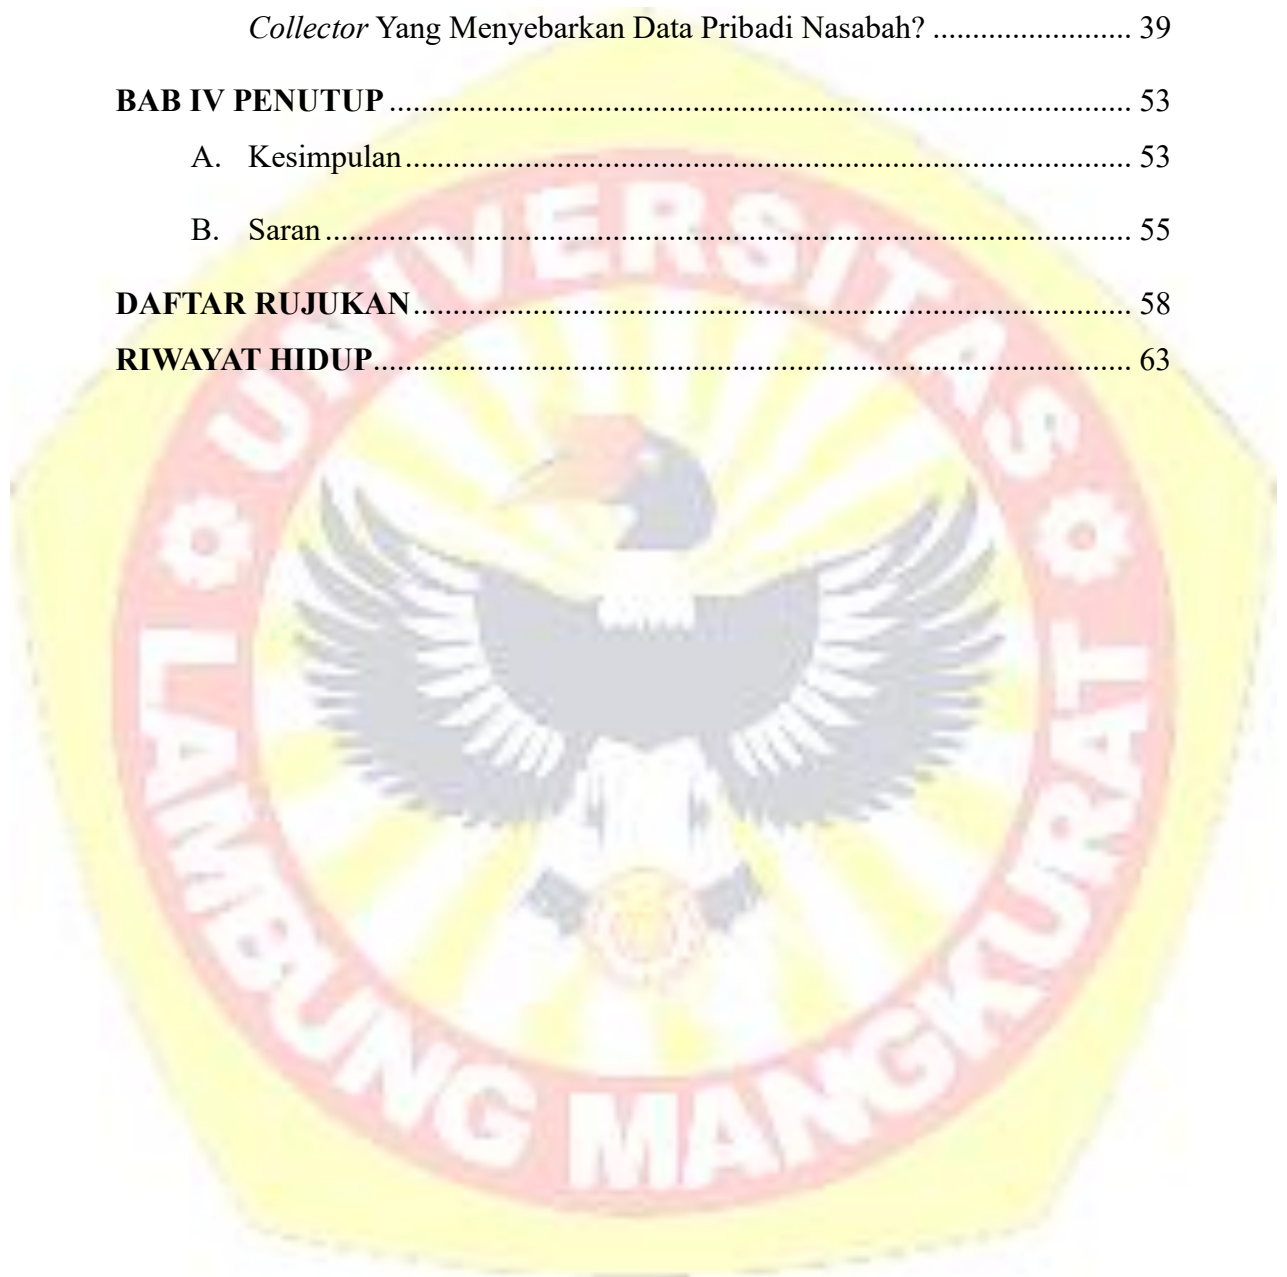 Collector Yang Menyebarkan Data Pribadi Nasabah? ........................ 39
BAB IV PENUTUP ............................................................................................ 53
A. Kesimpulan .......................................................................................... 53
B. Saran .................................................................................................... 55
DAFTAR RUJUKAN ......................................................................................... 58
RIWAYAT HIDUP .............................................................................................. 63
UNIVERSITAS
LAMBUNG MANGKURAT